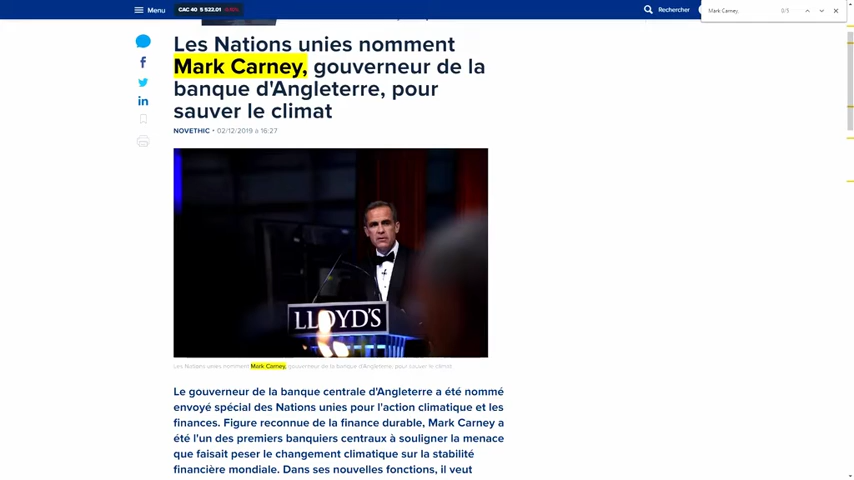 Menu
CAC 40 5 523.01 -0.48%
Rechercher
Mark Carney,
0/5
Les Nations unies nomment
Mark Carney, gouverneur de la
banque d'Angleterre, pour
sauver le climat
NOVETHIC • 02/12/2019 à 16:27
LLOYD'S
Les Nations unies nomment Mark Carney, gouverneur de la banque d'Angleterre, pour sauver le climat
Le gouverneur de la banque centrale d'Angleterre a été nommé
envoyé spécial des Nations unies pour l'action climatique et les
finances. Figure reconnue de la finance durable, Mark Carney a
été l'un des premiers banquiers centraux à souligner la menace
que faisait peser le changement climatique sur la stabilité
financière mondiale. Dans ses nouvelles fonctions, il veut